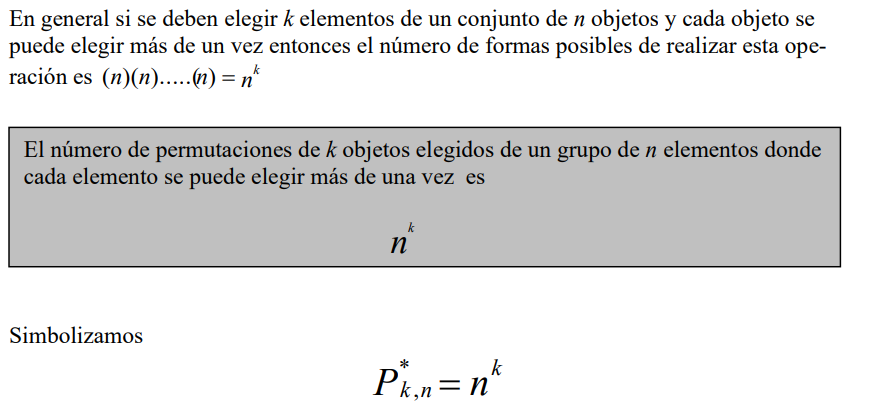 En general si se deben elegir k elementos de un conjunto de n objetos y cada objeto se
puede elegir más de un vez entonces el número de formas posibles de realizar esta ope-
ración es (n)(n).....(n) = n^k
El número de permutaciones de k objetos elegidos de un grupo de n elementos donde
cada elemento se puede elegir más de una vez es
n^k
Simbolizamos
P^*_{k,n} = n^k